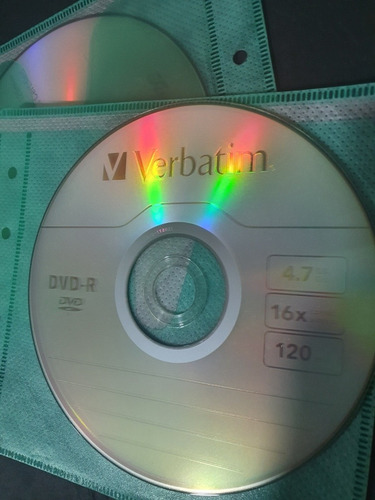 Verbatim
DVD-R
DVD
4.7
16x
120